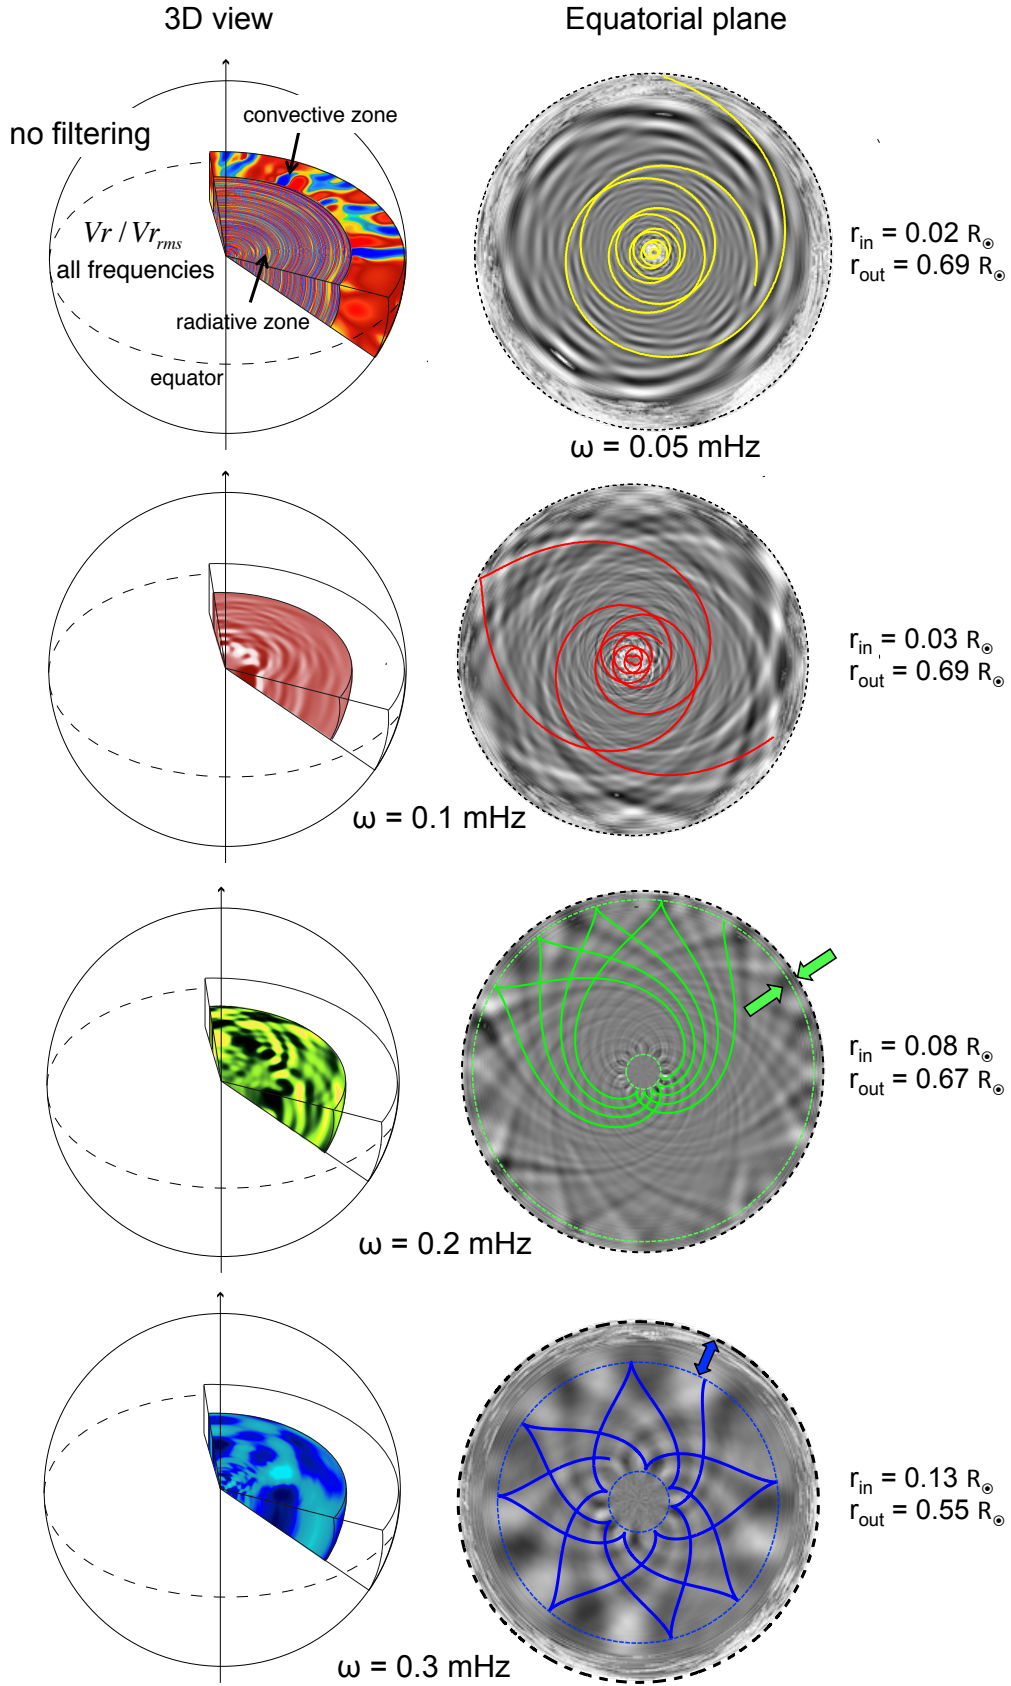 3D view
Equatorial plane
no filtering
convective zone
Vr / Vr_rms
all frequencies
radiative zone
equator
r_in = 0.02 R_☉
r_out = 0.69 R_☉
ω = 0.05 mHz
r_in = 0.03 R_☉
r_out = 0.69 R_☉
ω = 0.1 mHz
r_in = 0.08 R_☉
r_out = 0.67 R_☉
ω = 0.2 mHz
r_in = 0.13 R_☉
r_out = 0.55 R_☉
ω = 0.3 mHz